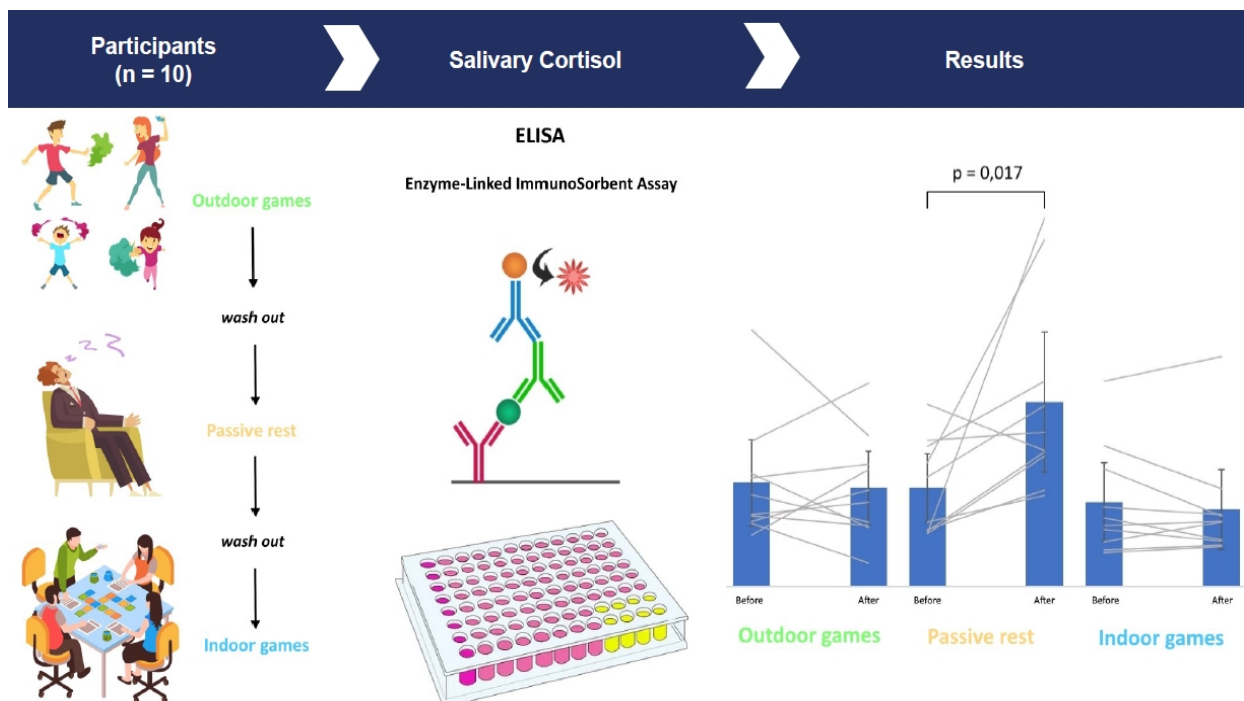 Participants
(n = 10)
Salivary Cortisol
Results
Outdoor games
wash out
Passive rest
wash out
Indoor games
ELISA
Enzyme-Linked ImmunoSorbent Assay
p = 0,017
Before
After
Before
After
Before
After
Outdoor games
Passive rest
Indoor games